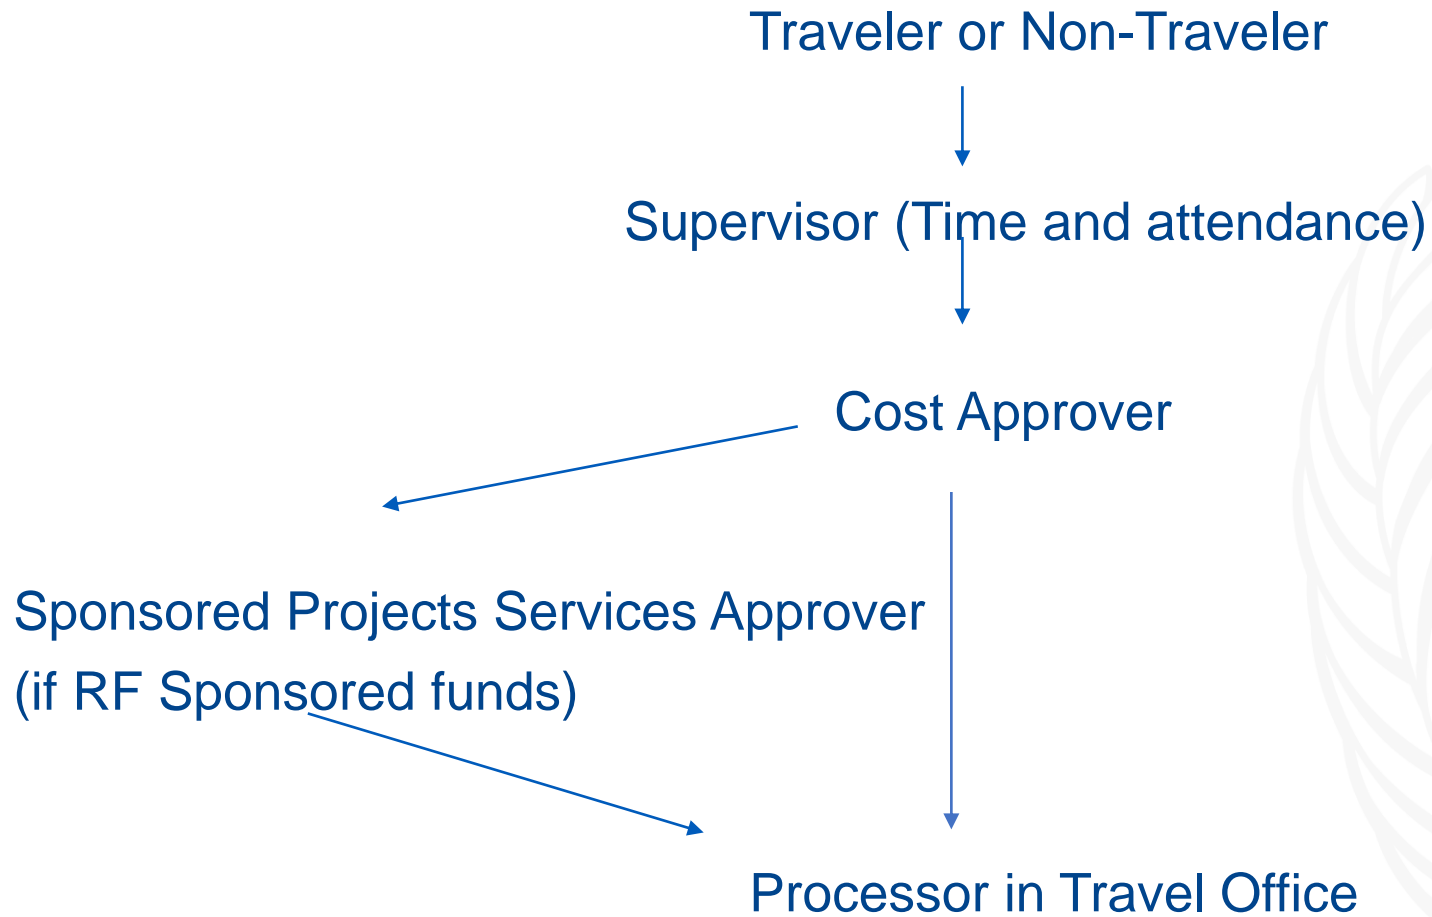 Traveler or Non-Traveler
Supervisor (Time and attendance)
Cost Approver
Sponsored Projects Services Approver
(if RF Sponsored funds)
Processor in Travel Office